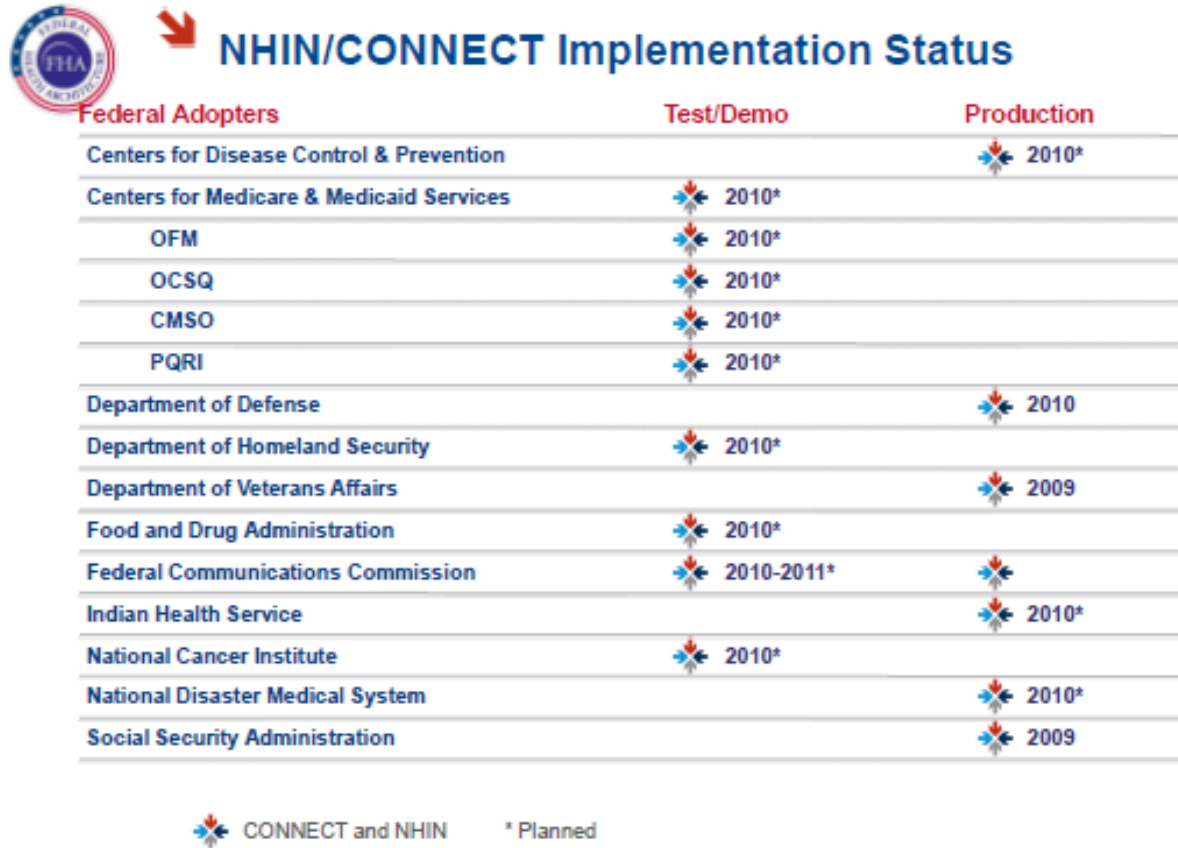 FEDERAL
FHA
HEALTH ARCHITECTURE
NHIN/CONNECT Implementation Status
Federal Adopters Test/Demo Production
Centers for Disease Control & Prevention 2010*
Centers for Medicare & Medicaid Services 2010*
OFM 2010*
OCSQ 2010*
CMSO 2010*
PQRI 2010*
Department of Defense 2010
Department of Homeland Security 2010*
Department of Veterans Affairs 2009
Food and Drug Administration 2010*
Federal Communications Commission 2010-2011*
Indian Health Service 2010*
National Cancer Institute 2010*
National Disaster Medical System 2010*
Social Security Administration 2009
CONNECT and NHIN * Planned